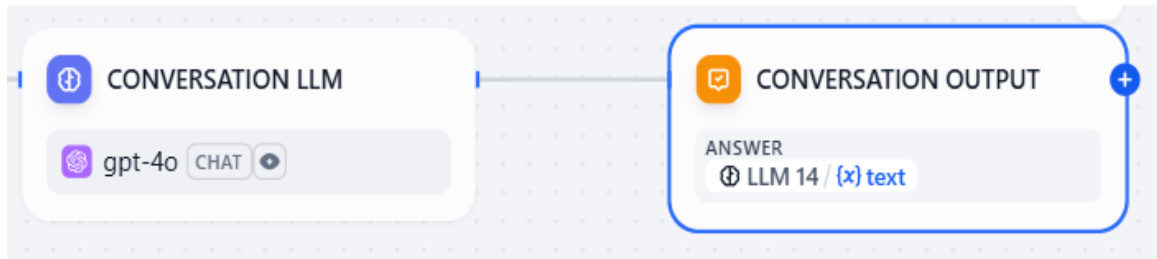 CONVERSATION LLM
gpt-4o CHAT
CONVERSATION OUTPUT
ANSWER
LLM 14 / {x} text